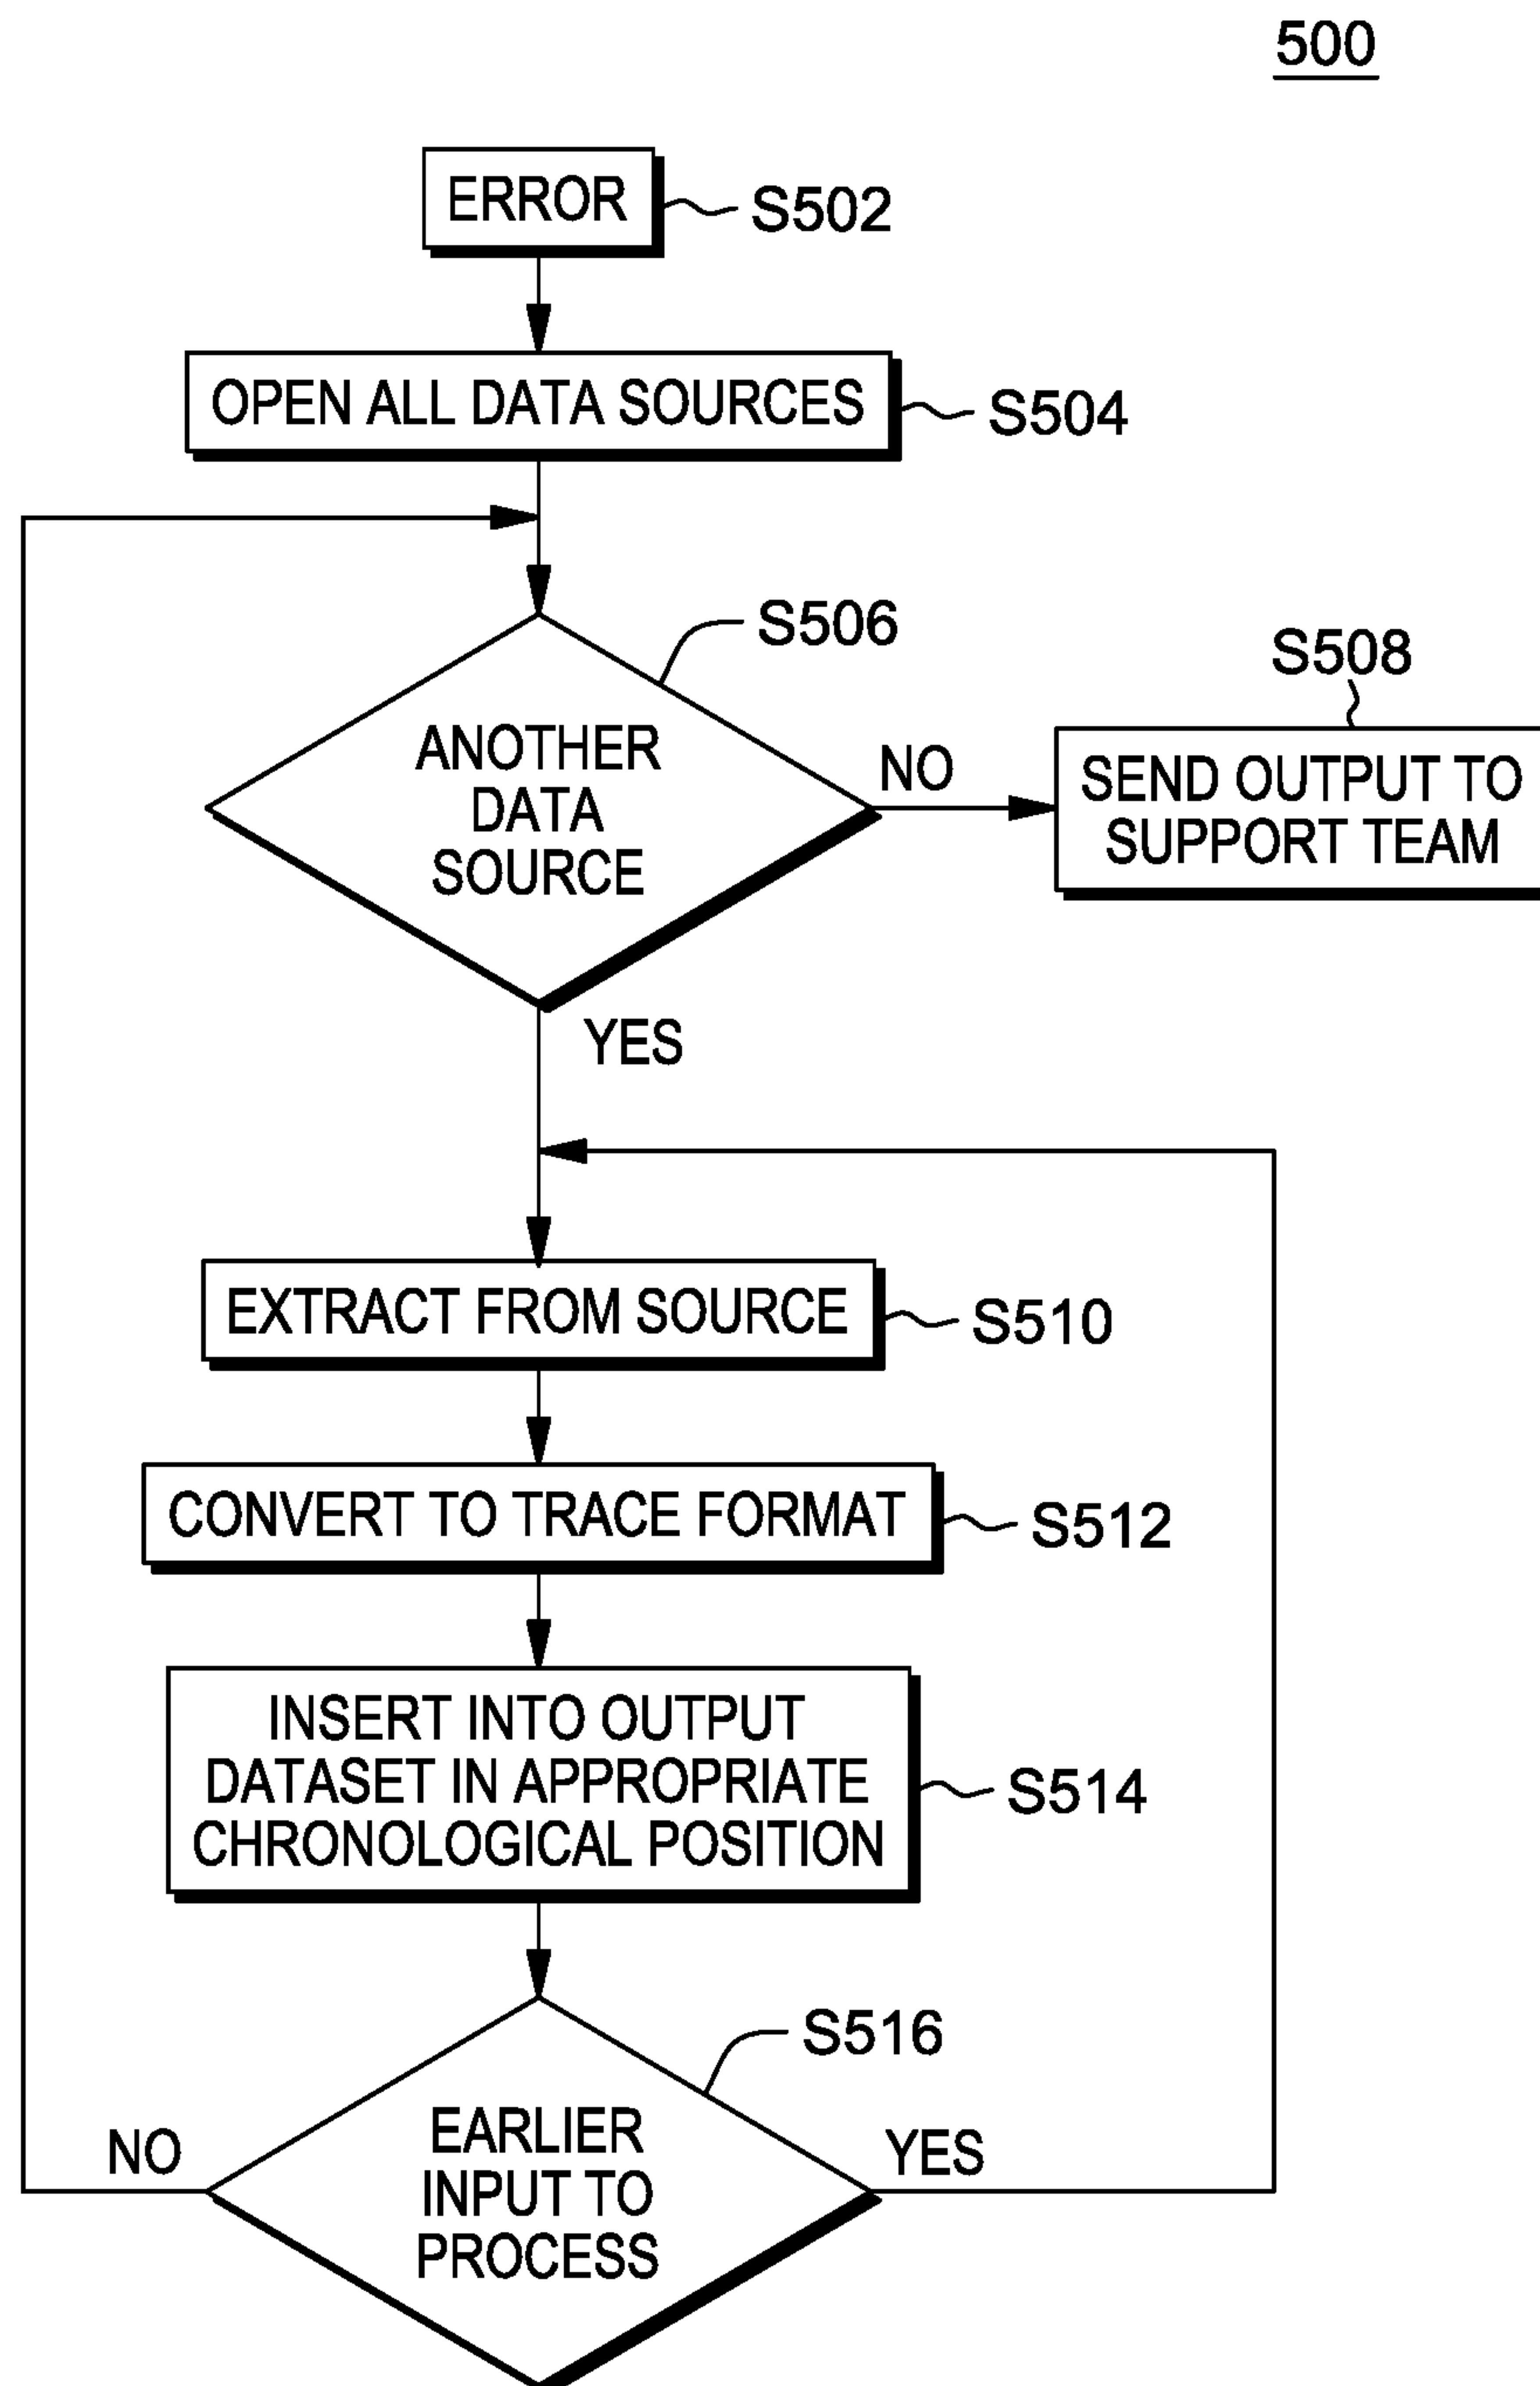 500
ERROR
S502
OPEN ALL DATA SOURCES
S504
S506
ANOTHER
DATA
SOURCE
NO
S508
SEND OUTPUT TO
SUPPORT TEAM
YES
EXTRACT FROM SOURCE
S510
CONVERT TO TRACE FORMAT
S512
INSERT INTO OUTPUT
DATASET IN APPROPRIATE
CHRONOLOGICAL POSITION
S514
S516
NO
EARLIER
INPUT TO
PROCESS
YES